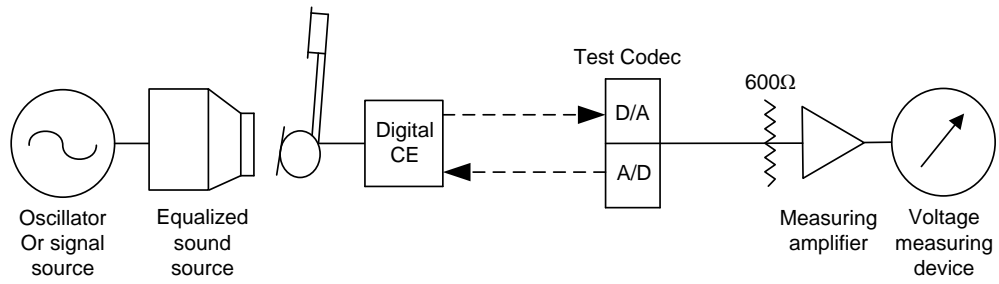 Test Codec
600Ω
Digital
CE
D/A
A/D
Oscillator
Or signal
source
Equalized
sound
source
Measuring
amplifier
Voltage
measuring
device